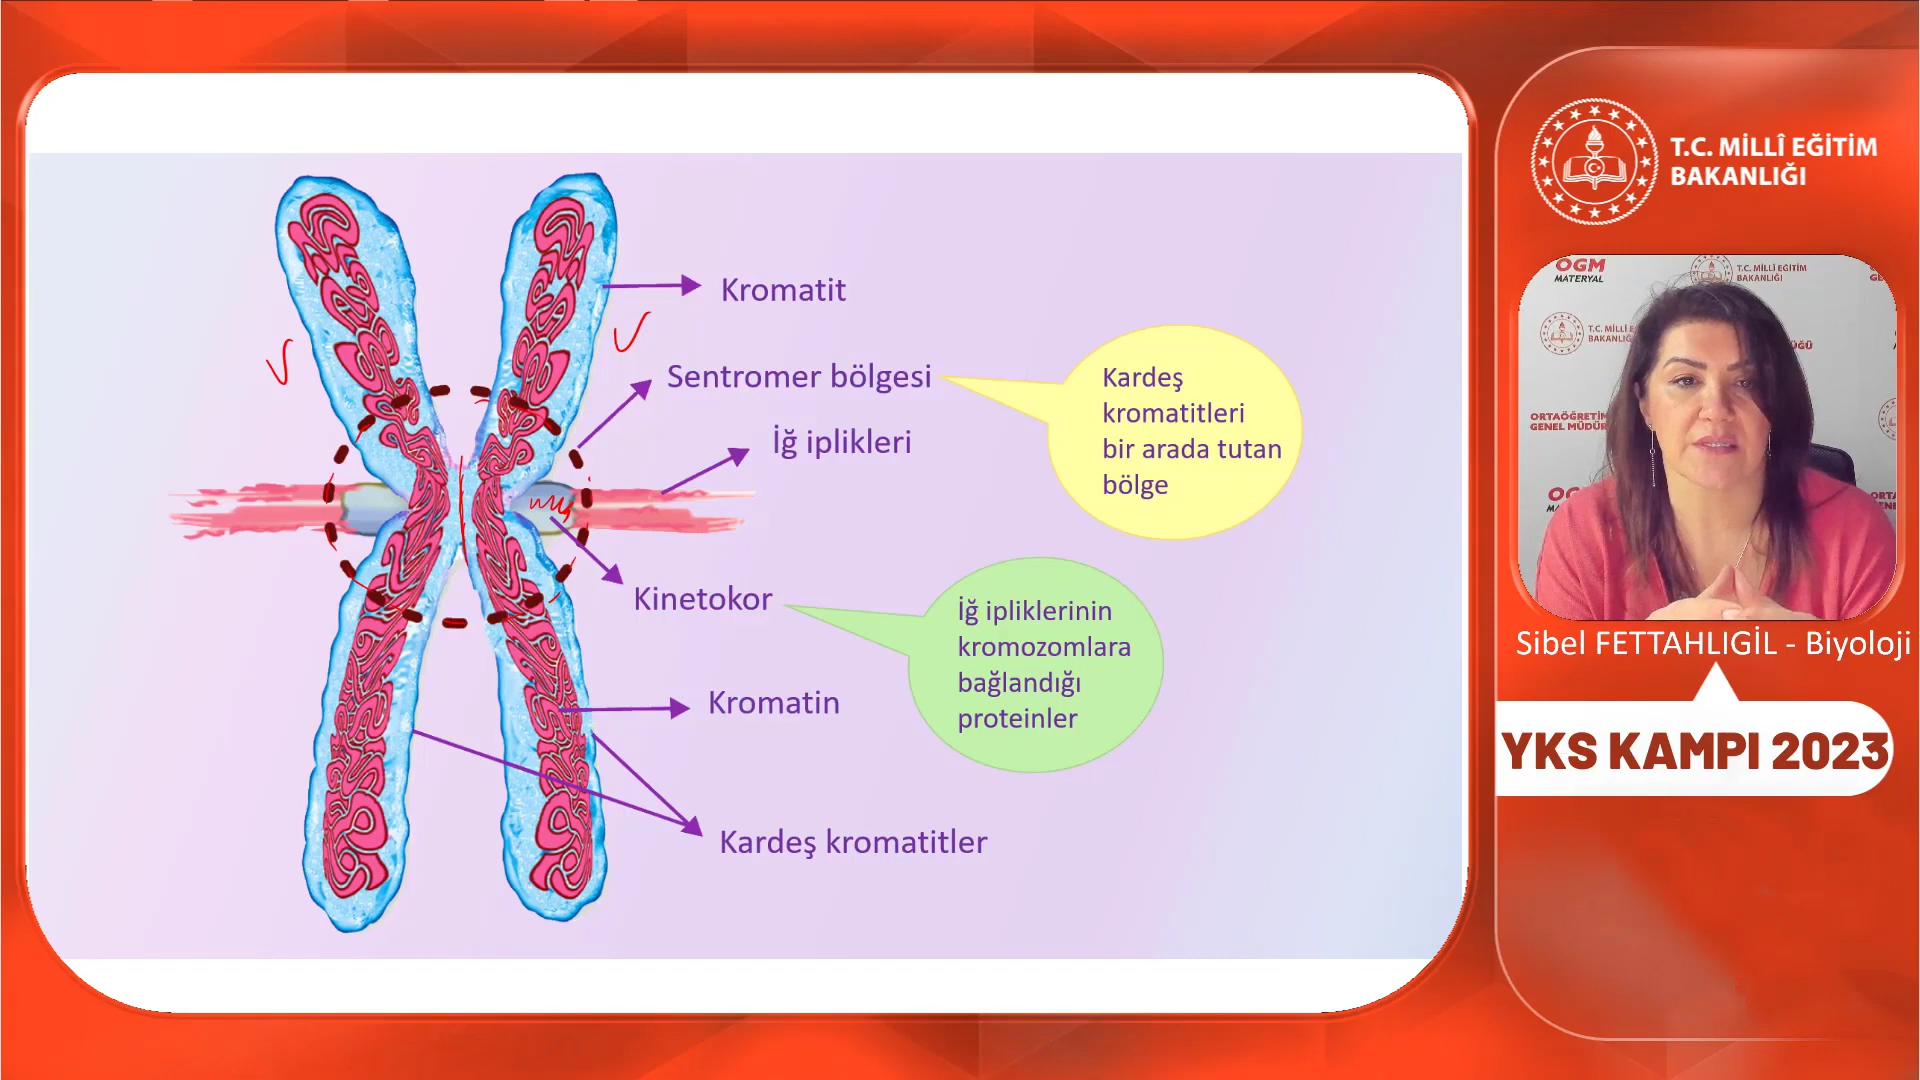 Kromatit
Sentromer bölgesi
İğ iplikleri
Kardeş
kromatitleri
bir arada tutan
bölge
Kinetokor
İğ ipliklerinin
kromozomlara
bağlandığı
proteinler
Kromatin
Kardeş kromatitler
T.C. MİLLÎ EĞİTİM
BAKANLIĞI
OGM
MATERYAL
T.C. MİLLÎ EĞİTİM
BAKANLIĞI
ORTAÖĞRETİM
Sibel FETTAHLIGİL - Biyoloji
YKS KAMPI 2023